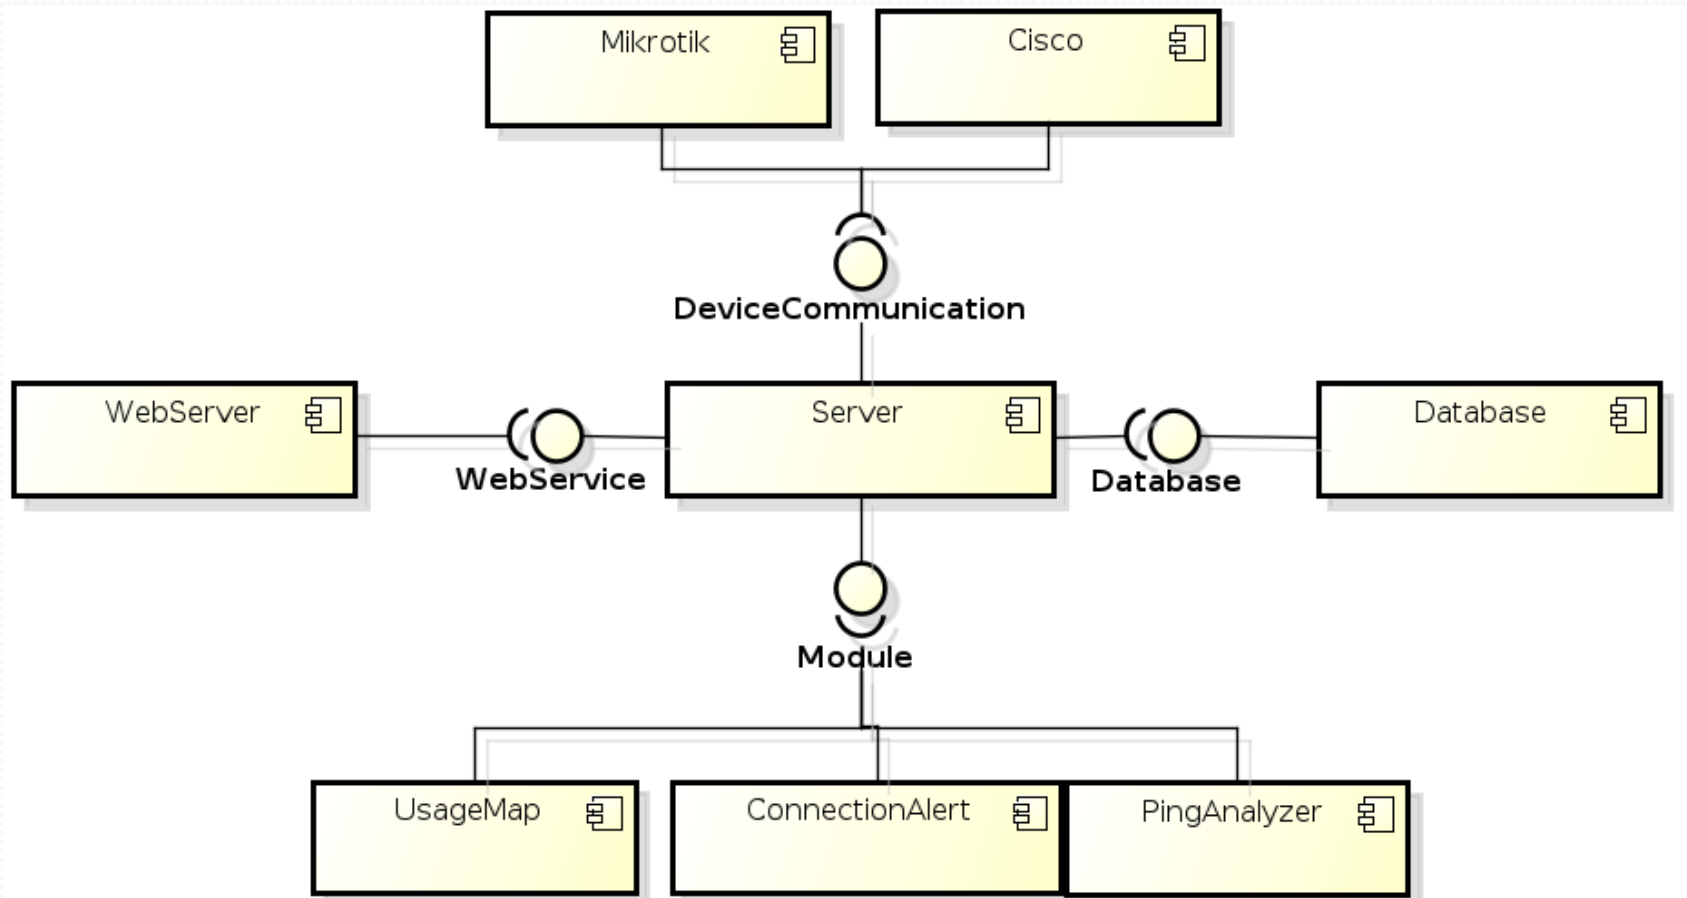 Mikrotik
Cisco
DeviceCommunication
WebServer
WebService
Server
Database
Database
Module
UsageMap
ConnectionAlert
PingAnalyzer